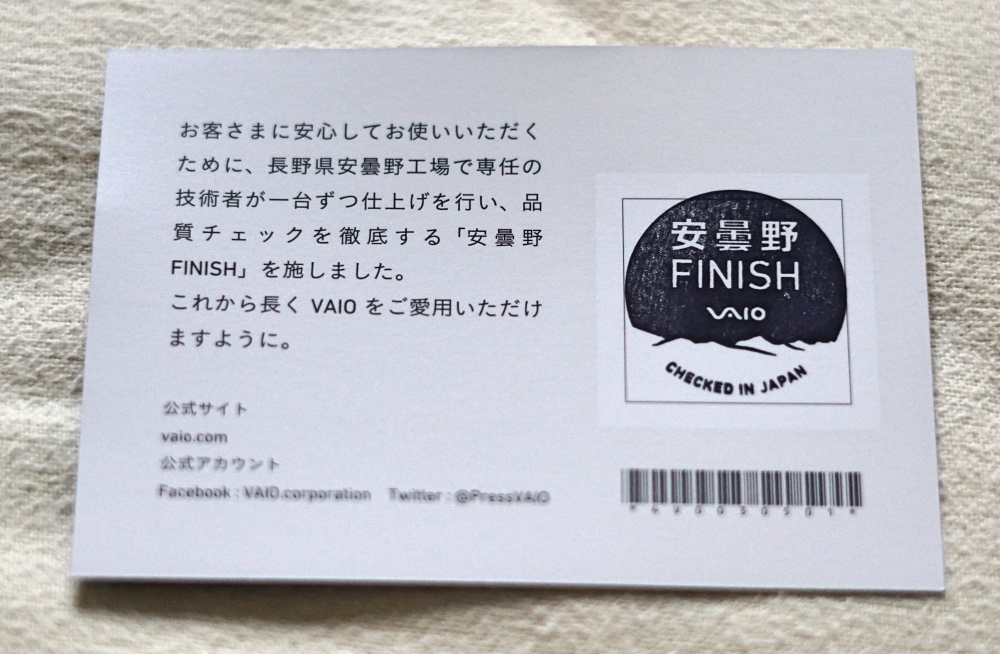 お客さまに安心してお使いいただく
ために、長野県安曇野工場で専任の
技術者が一台ずつ仕上げを行い、品
質チェックを徹底する「安曇野
FINISH」を施しました。
これから長く VAIO をご愛用いただけ
ますように。
公式サイト
vaio.com
公式アカウント
Facebook : VAIO.corporation Twitter : @PressVAIO
安曇野
FINISH
VAIO
CHECKED IN JAPAN